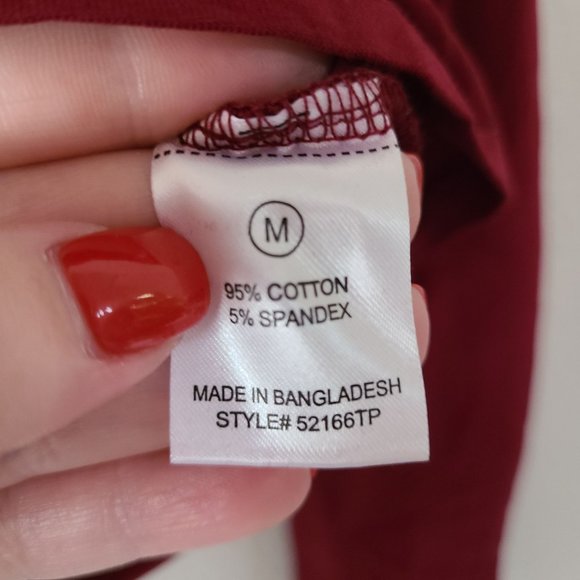 M
95% COTTON
5% SPANDEX
MADE IN BANGLADESH
STYLE# 52166TP